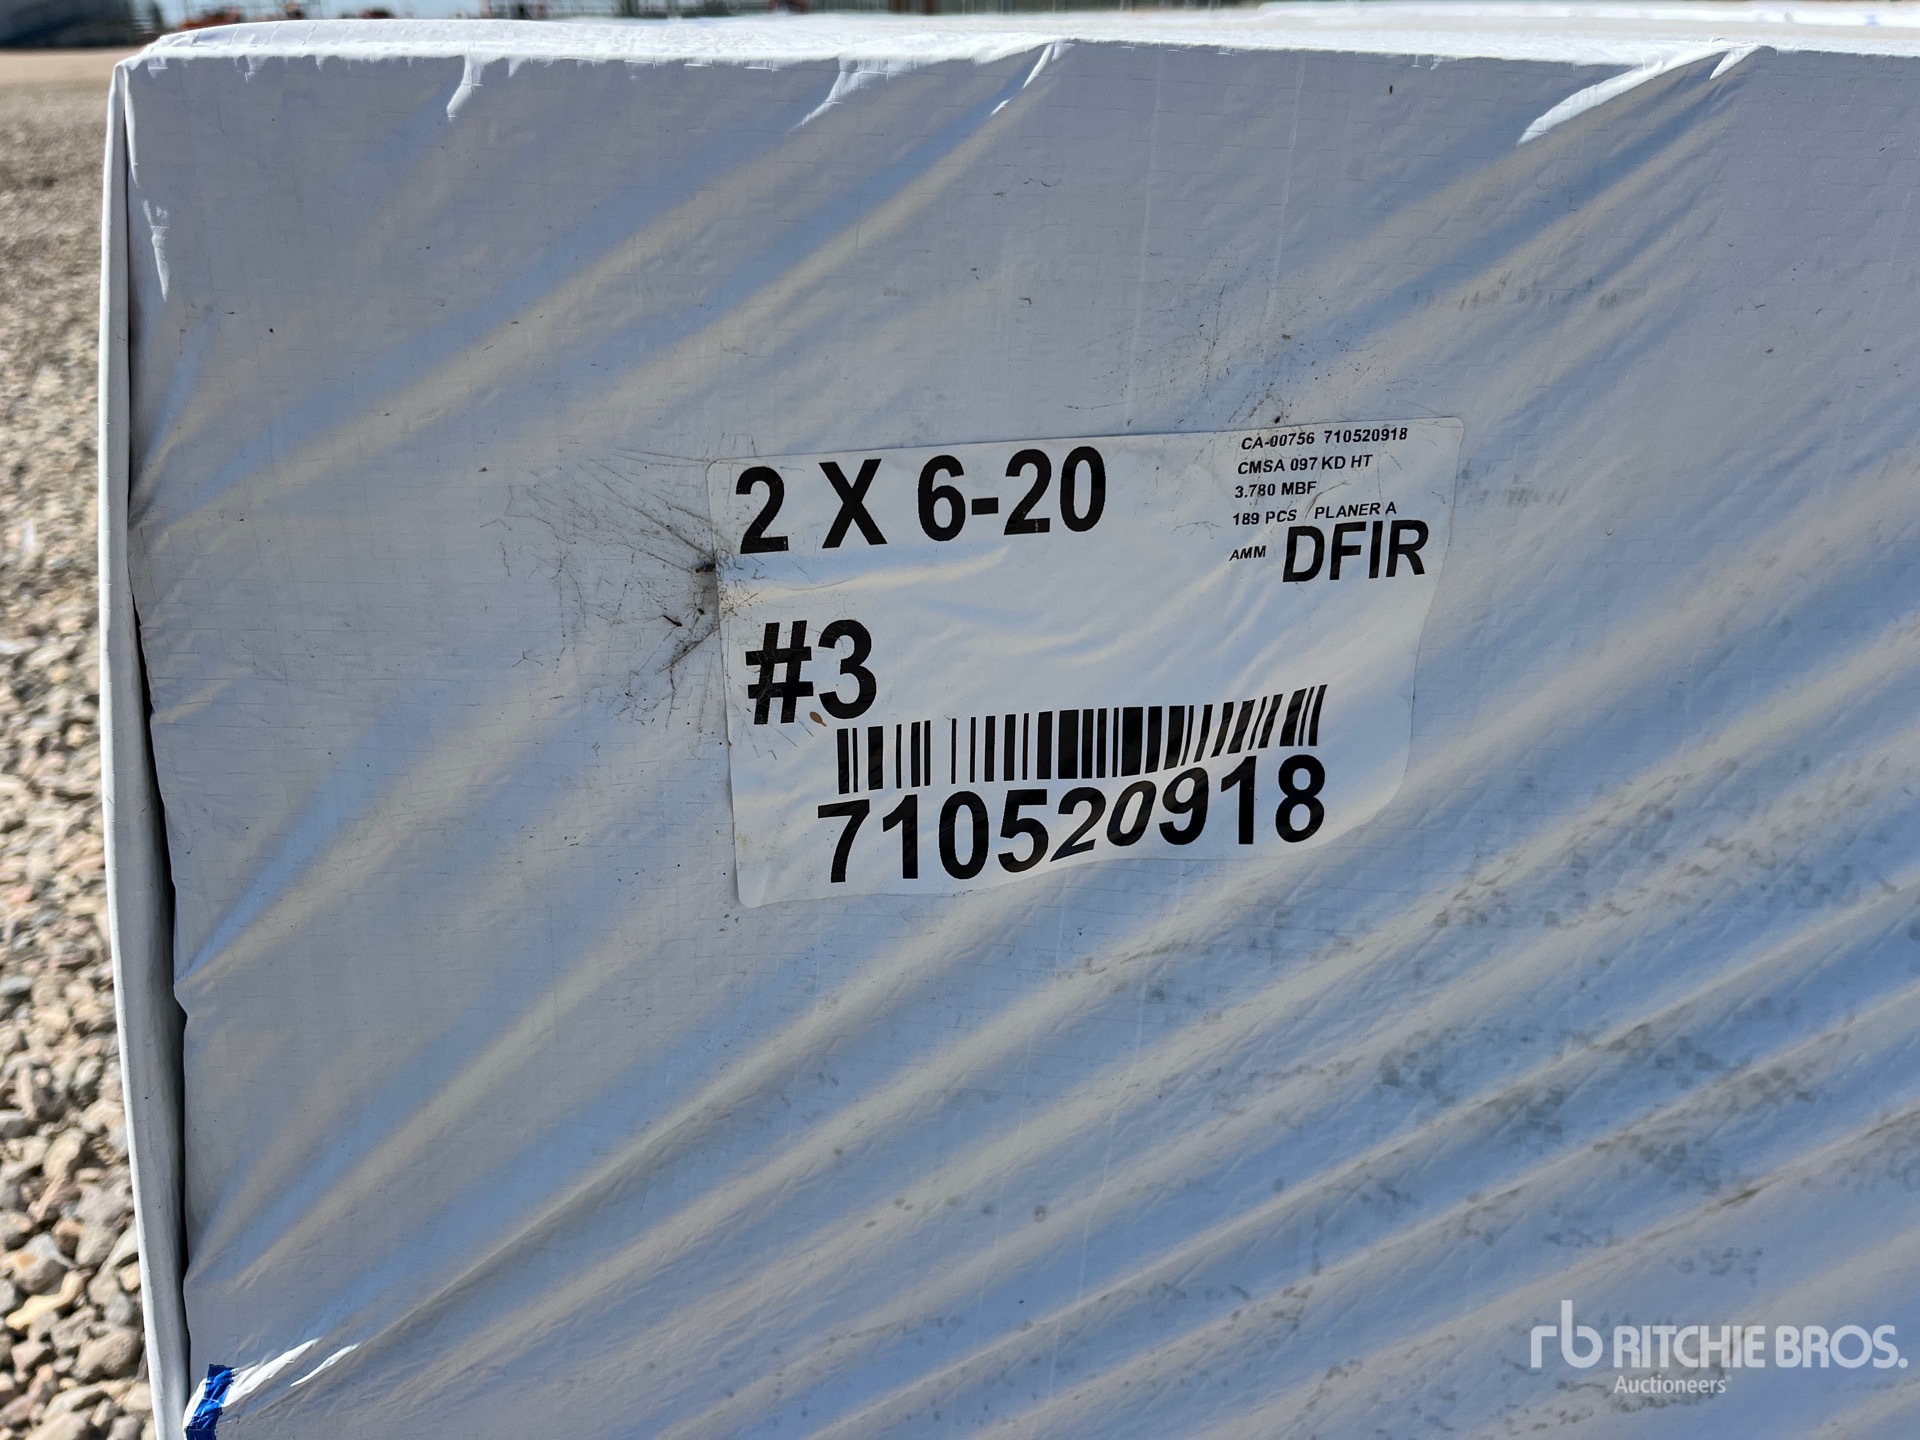 2 X 6-20
CA-00756 710520918
CMSA 097 KD HT
3.780 MBF
189 PCS / PLANER A
AMM DFIR
#3
710520918
rb RITCHIE BROS.
Auctioneers